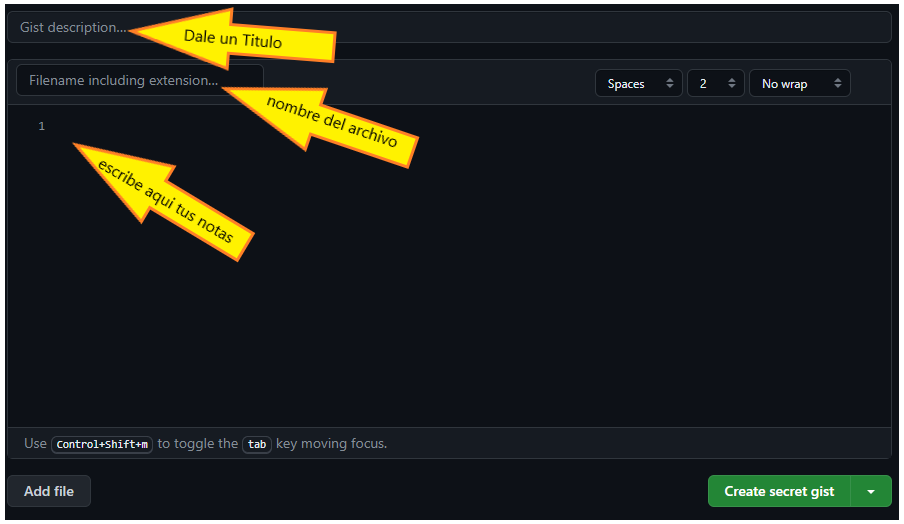 Gist description...
Dale un Titulo
Filename including extension...
Spaces
2
No wrap
nombre del archivo
1
escribe aqui tus notas
Use Control+Shift+m to toggle the tab key moving focus.
Add file
Create secret gist